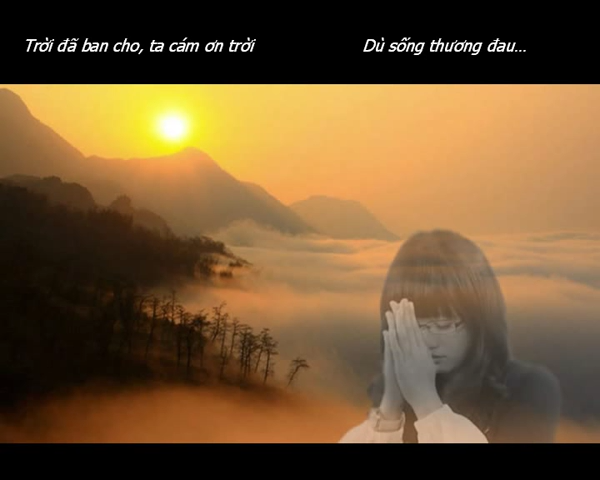 Trời đã ban cho, ta cám ơn trời
Dù sống thương đau...